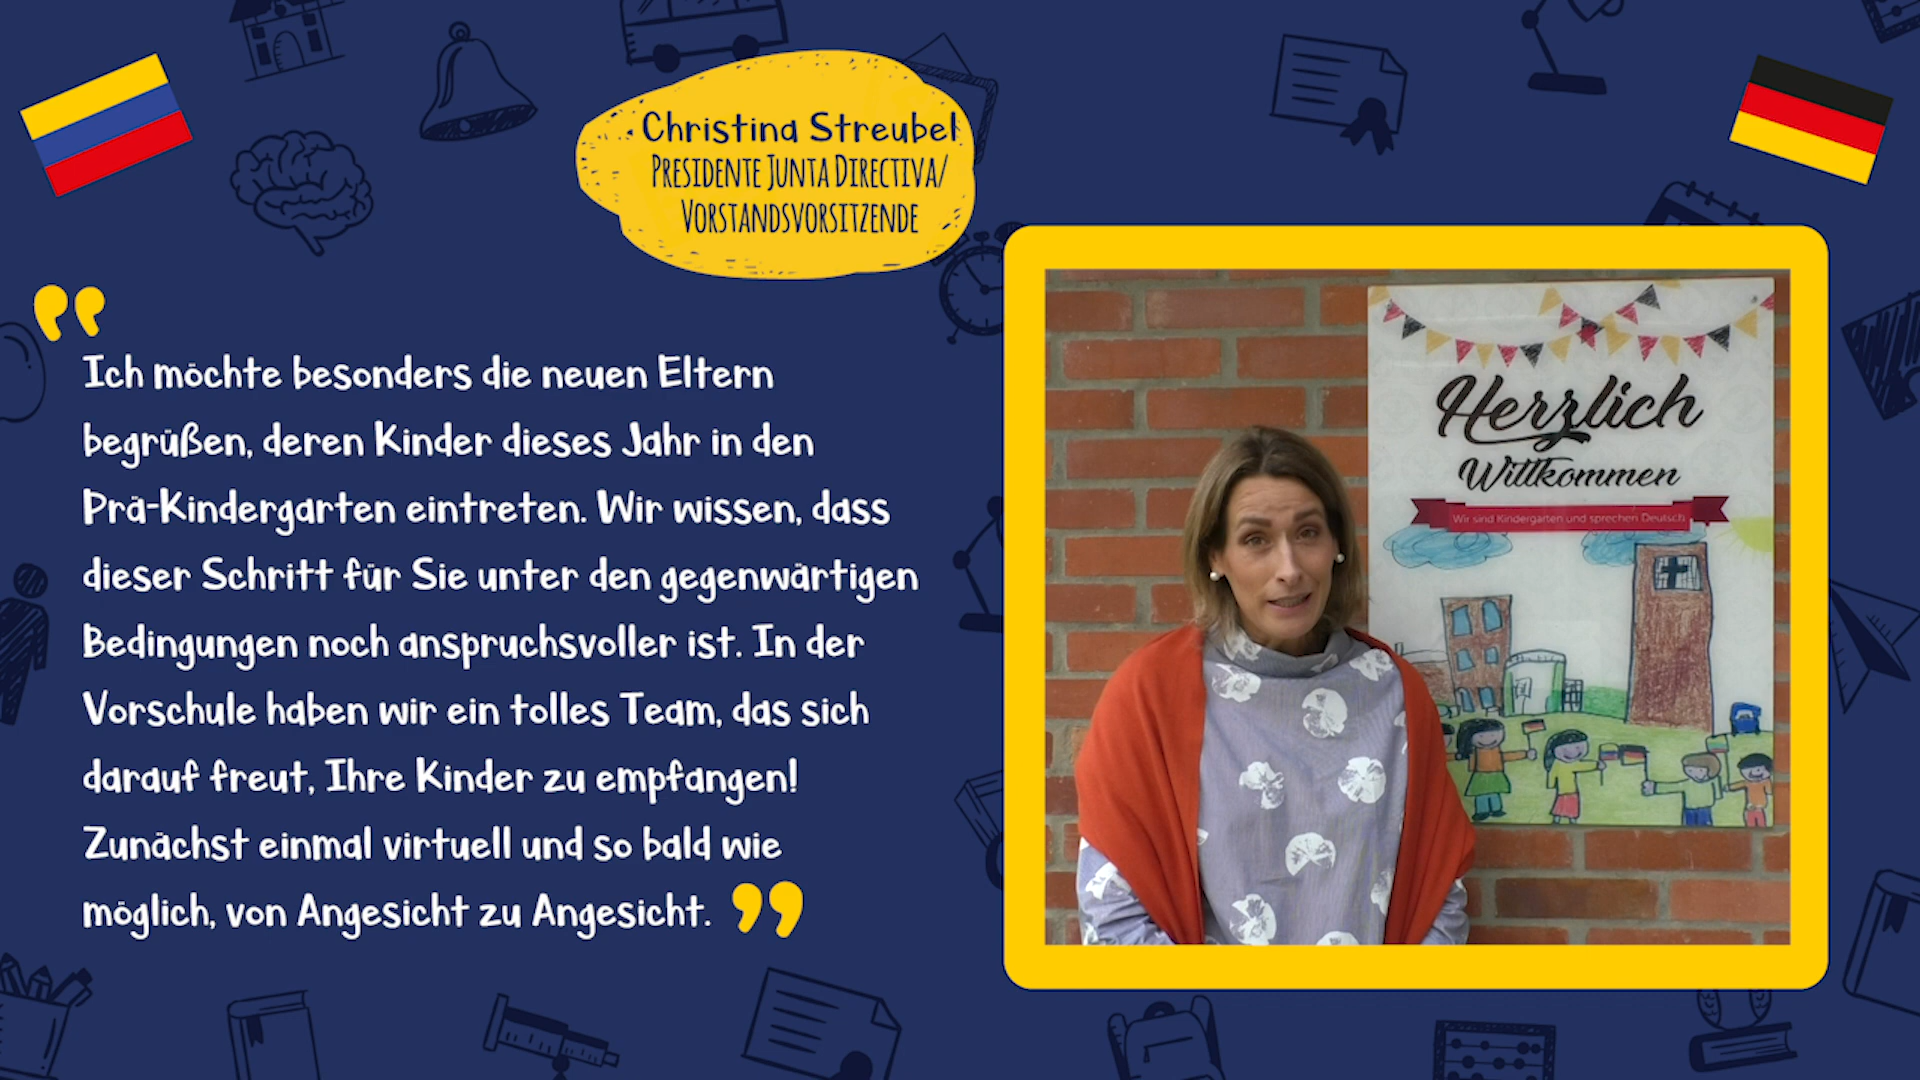 Christina Streubel
Presidente Junta Directiva/
Vorstandsvorsitzende
Ich möchte besonders die neuen Eltern
begrüßen, deren Kinder dieses Jahr in den
Prä-Kindergarten eintreten. Wir wissen, dass
dieser Schritt für Sie unter den gegenwärtigen
Bedingungen noch anspruchsvoller ist. In der
Vorschule haben wir ein tolles Team, das sich
darauf freut, Ihre Kinder zu empfangen!
Zunächst einmal virtuell und so bald wie
möglich, von Angesicht zu Angesicht.
Herzlich
Willkommen
Wir sind Kindergarten und sprechen Deutsch